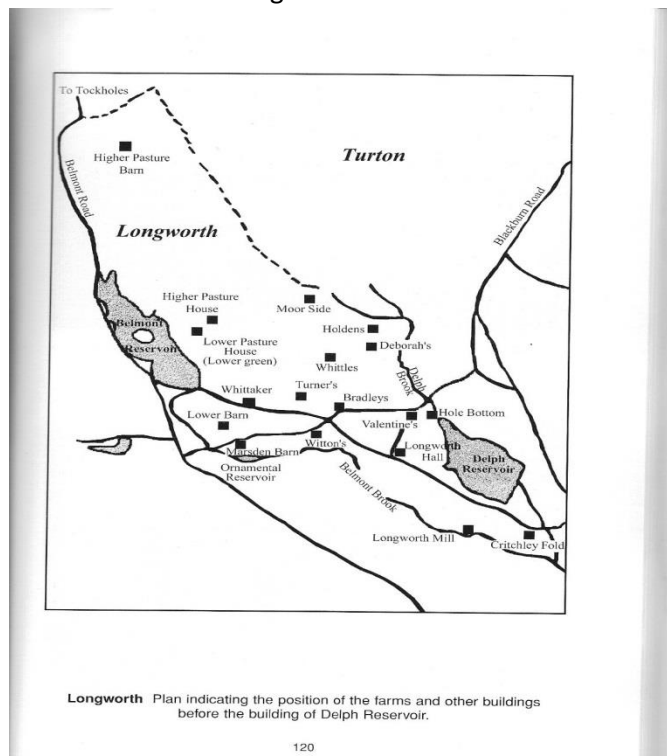 To Tockholes
Higher Pasture
Barn
Turton
Belmont Road
Blackburn Road
Longworth
Higher Pasture
House
Moor Side
Belmont
Reservoir
Lower Pasture
House
(Lower green)
Holdens
Deborah's
Whittles
Delph
Brook
Whittaker
Turner's
Bradleys
Lower Barn
Valentine's
Hole Bottom
Marsden Barn
Witton's
Longworth
Hall
Ornamental
Reservoir
Delph
Reservoir
Belmont Brook
Longworth Mill
Critchley Fold
Longworth Plan indicating the position of the farms and other buildings
before the building of Delph Reservoir.
120